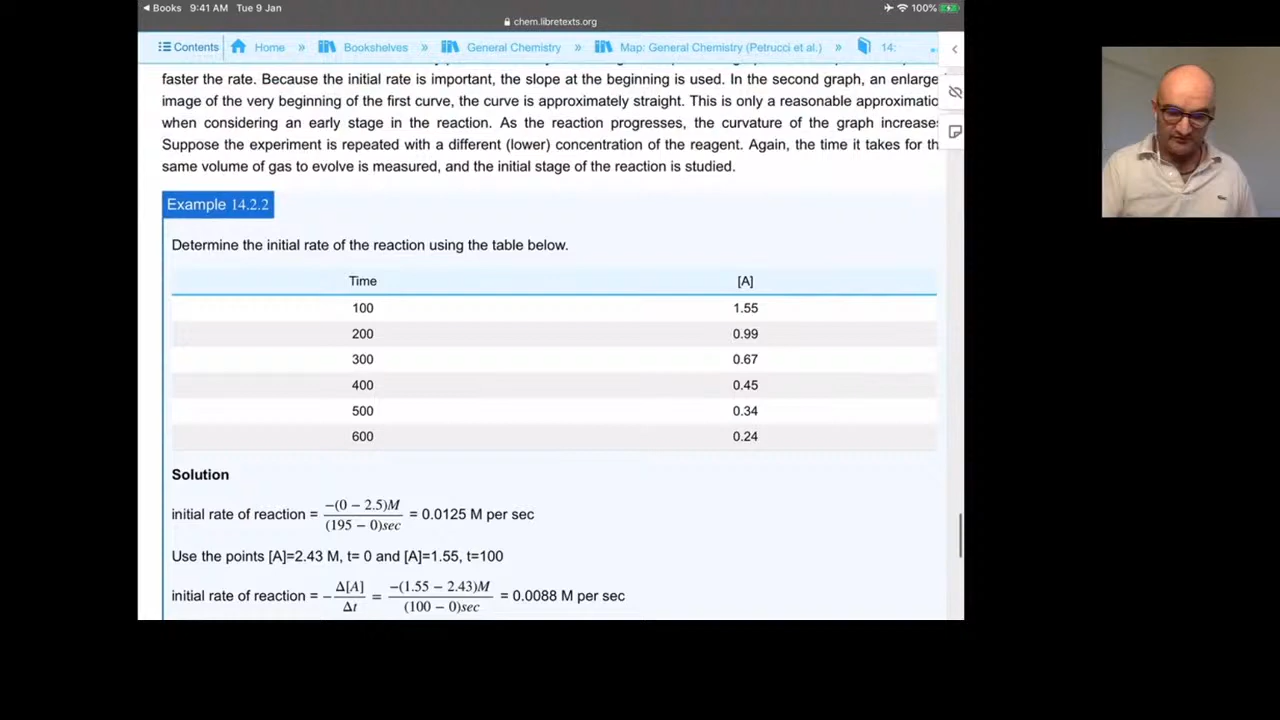 Books 9:41 AM Tue 9 Jan 100%
chem.libretexts.org
Contents Home » Bookshelves » General Chemistry » Map: General Chemistry (Petrucci et al.) » 14:
faster the rate. Because the initial rate is important, the slope at the beginning is used. In the second graph, an enlarge
image of the very beginning of the first curve, the curve is approximately straight. This is only a reasonable approximatio
when considering an early stage in the reaction. As the reaction progresses, the curvature of the graph increases
Suppose the experiment is repeated with a different (lower) concentration of the reagent. Again, the time it takes for th
same volume of gas to evolve is measured, and the initial stage of the reaction is studied.
Example 14.2.2
Determine the initial rate of the reaction using the table below.
Time [A]
100 1.55
200 0.99
300 0.67
400 0.45
500 0.34
600 0.24
Solution
initial rate of reaction = −(0 − 2.5)M / (195 − 0)sec = 0.0125 M per sec
Use the points [A]=2.43 M, t= 0 and [A]=1.55, t=100
initial rate of reaction = − Δ[A] / Δt = −(1.55 − 2.43)M / (100 − 0)sec = 0.0088 M per sec